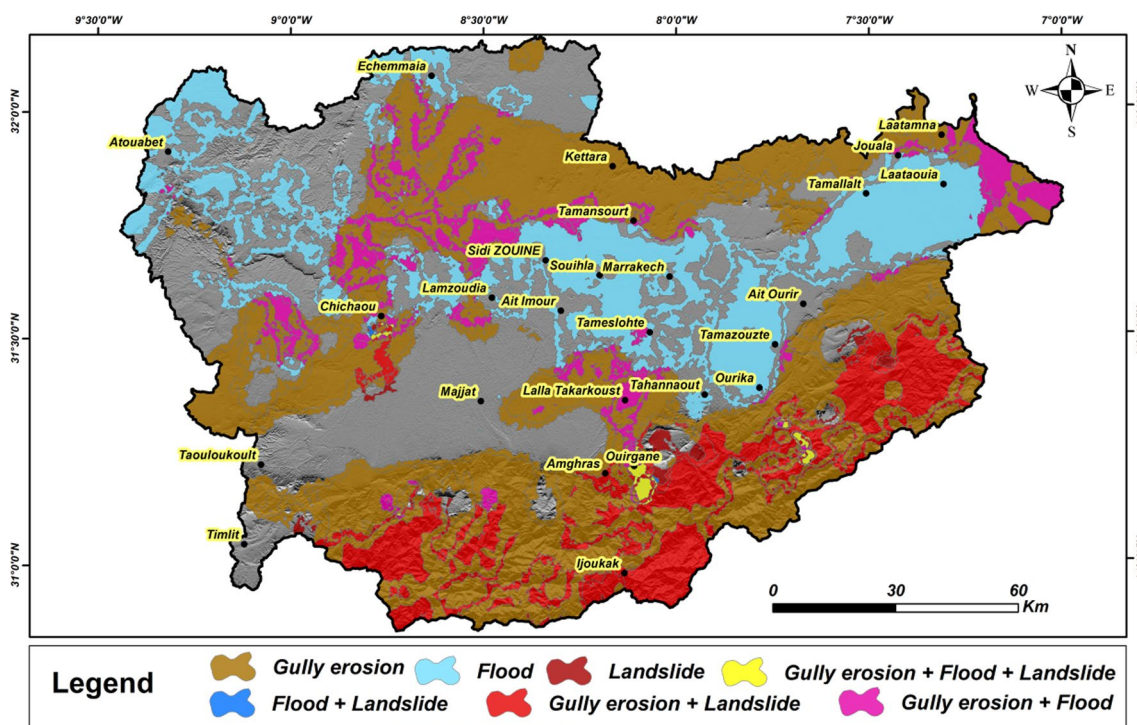 9°30'0"W 9°0'0"W 8°30'0"W 8°0'0"W 7°30'0"W 7°0'0"W
N
W E
S
32°0'0"N
31°30'0"N
31°0'0"N
Echemmaia
Atouabet
Laatamna
Jouala
Kettara
Laataouia
Tamallalt
Tamansourt
Sidi ZOUINE
Souihla
Marrakech
Lamzoudia
Ait Imour
Ait Ourir
Chichaou
Tameslohte
Tamazouzte
Majjat
Lalla Takarkoust
Tahannaout
Ourika
Taouloukoult
Amghras
Ouirgane
Timlit
Ijoukak
0 30 60
Km
Legend
Gully erosion
Flood
Landslide
Gully erosion + Flood + Landslide
Flood + Landslide
Gully erosion + Landslide
Gully erosion + Flood